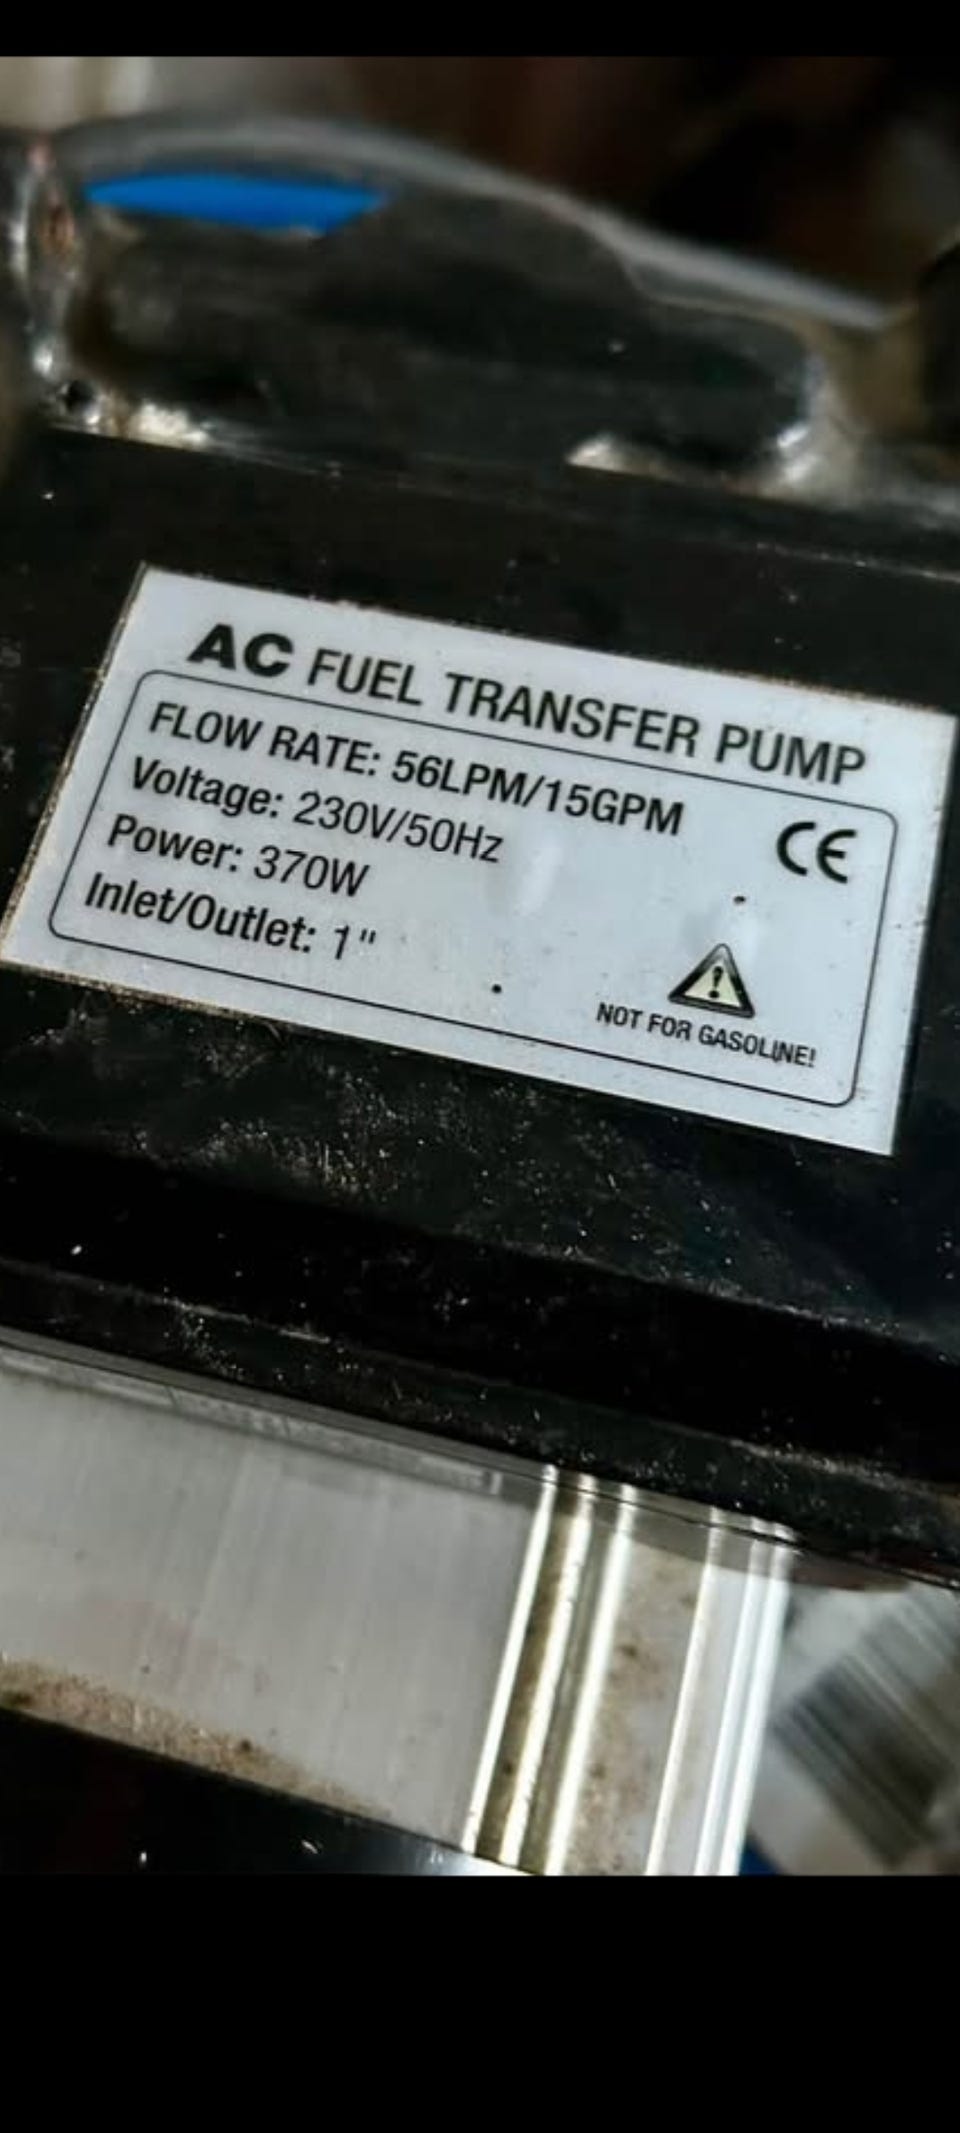 AC FUEL TRANSFER PUMP
FLOW RATE: 56LPM/15GPM
Voltage: 230V/50Hz
Power: 370W
Inlet/Outlet: 1"
CE
NOT FOR GASOLINE!